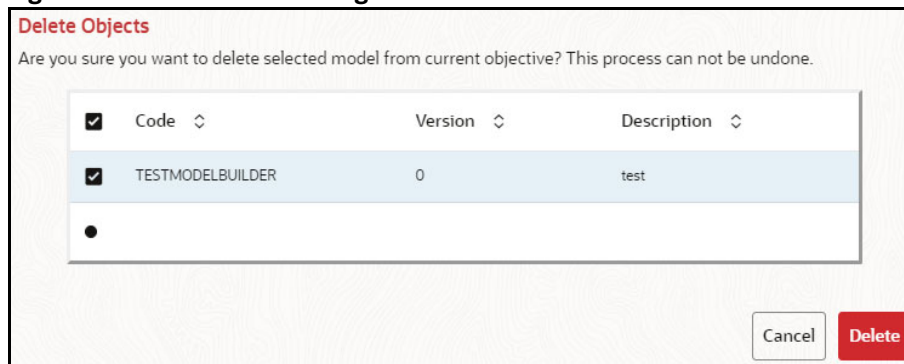 Delete Objects
Are you sure you want to delete selected model from current objective? This process can not be undone.
Code Version Description
TESTMODELBUILDER 0 test
Cancel Delete